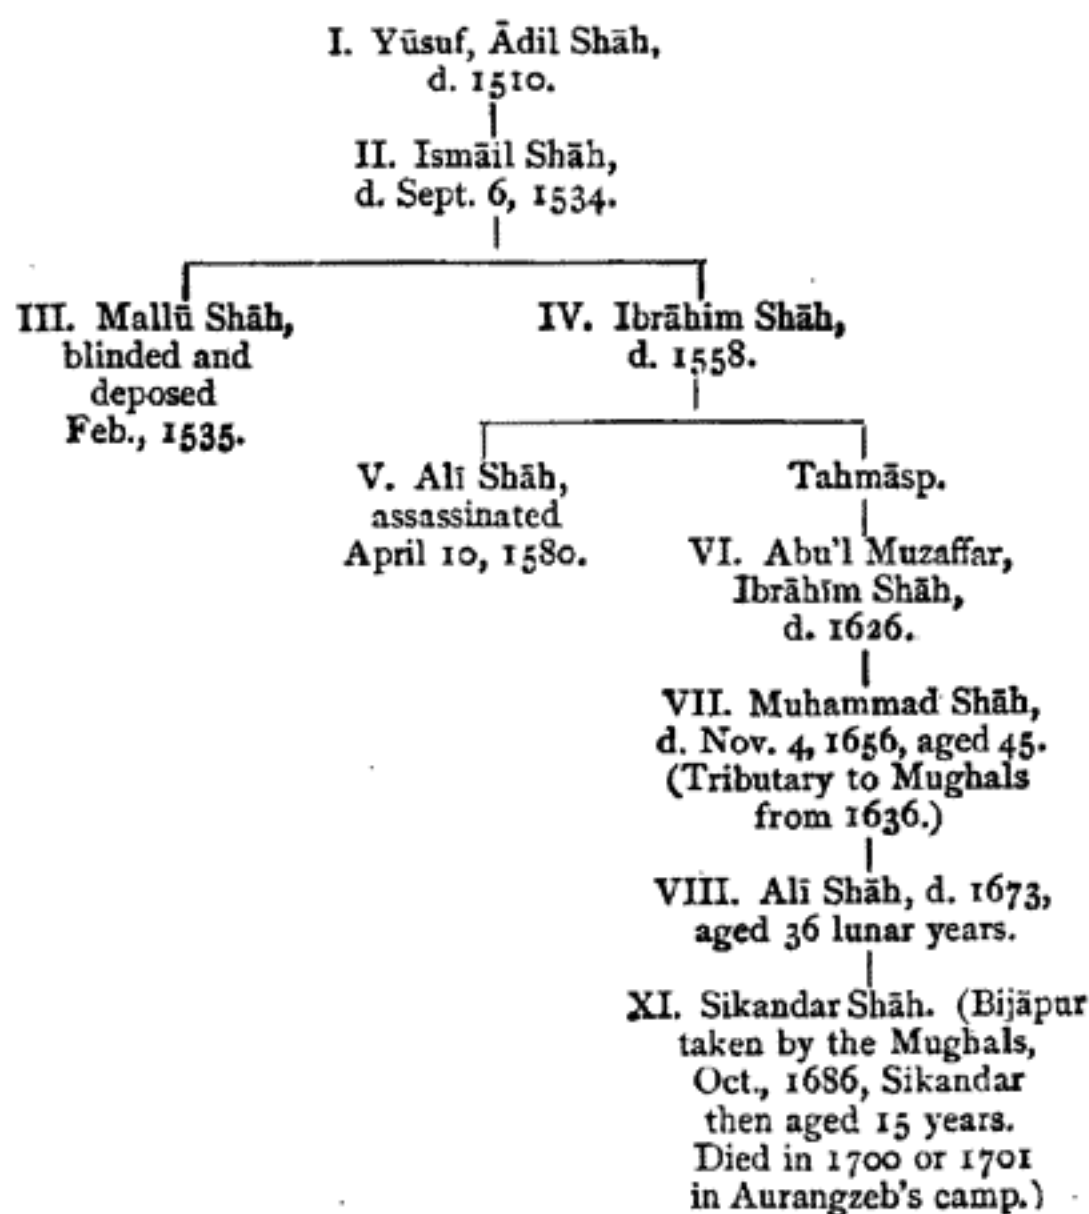 I. Yūsuf, Ādil Shāh,
d. 1510.
II. Ismāil Shāh,
d. Sept. 6, 1534.
III. Mallū Shāh,
blinded and
deposed
Feb., 1535.
IV. Ibrāhim Shāh,
d. 1558.
V. Alī Shāh,
assassinated
April 10, 1580.
Tahmāsp.
VI. Abu'l Muzaffar,
Ibrāhīm Shāh,
d. 1626.
VII. Muhammad Shāh,
d. Nov. 4, 1656, aged 45.
(Tributary to Mughals
from 1636.)
VIII. Alī Shāh, d. 1673,
aged 36 lunar years.
XI. Sikandar Shāh. (Bijāpur
taken by the Mughals,
Oct., 1686, Sikandar
then aged 15 years.
Died in 1700 or 1701
in Aurangzeb's camp.)